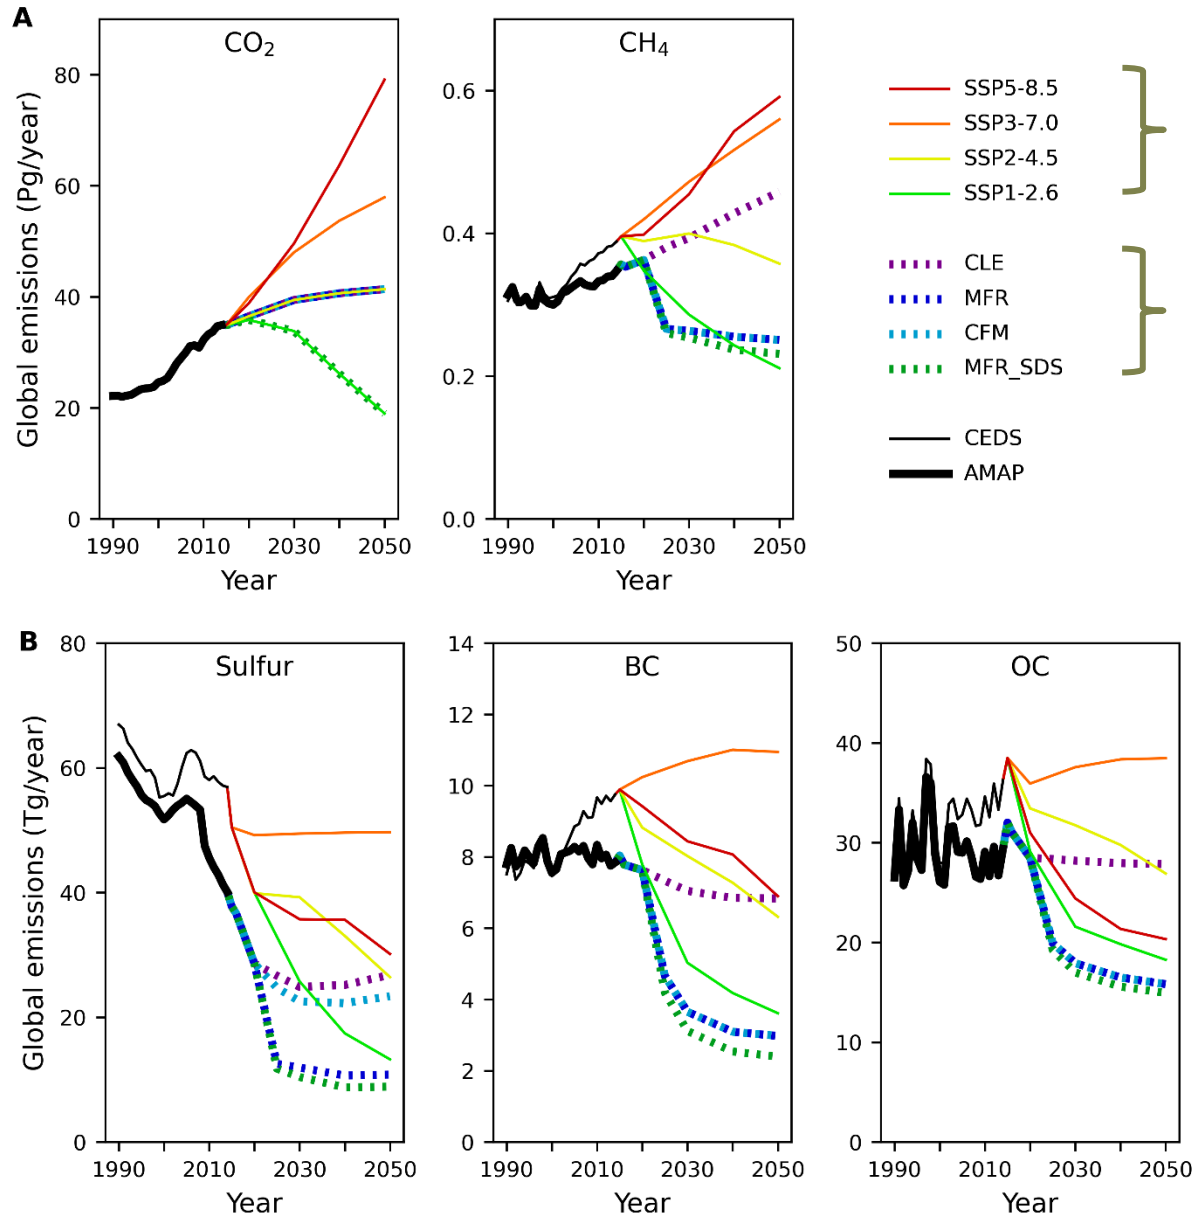 A
CO₂
CH₄
Global emissions (Pg/year)
80
60
40
20
0
1990 2010 2030 2050
Year
0.6
0.4
0.2
0.0
1990 2010 2030 2050
Year
SSP5-8.5
SSP3-7.0
SSP2-4.5
SSP1-2.6
CLE
MFR
CFM
MFR_SDS
CEDS
AMAP
B
Sulfur
BC
OC
Global emissions (Tg/year)
80
60
40
20
0
1990 2010 2030 2050
Year
14
12
10
8
6
4
2
0
1990 2010 2030 2050
Year
50
40
30
20
10
0
1990 2010 2030 2050
Year